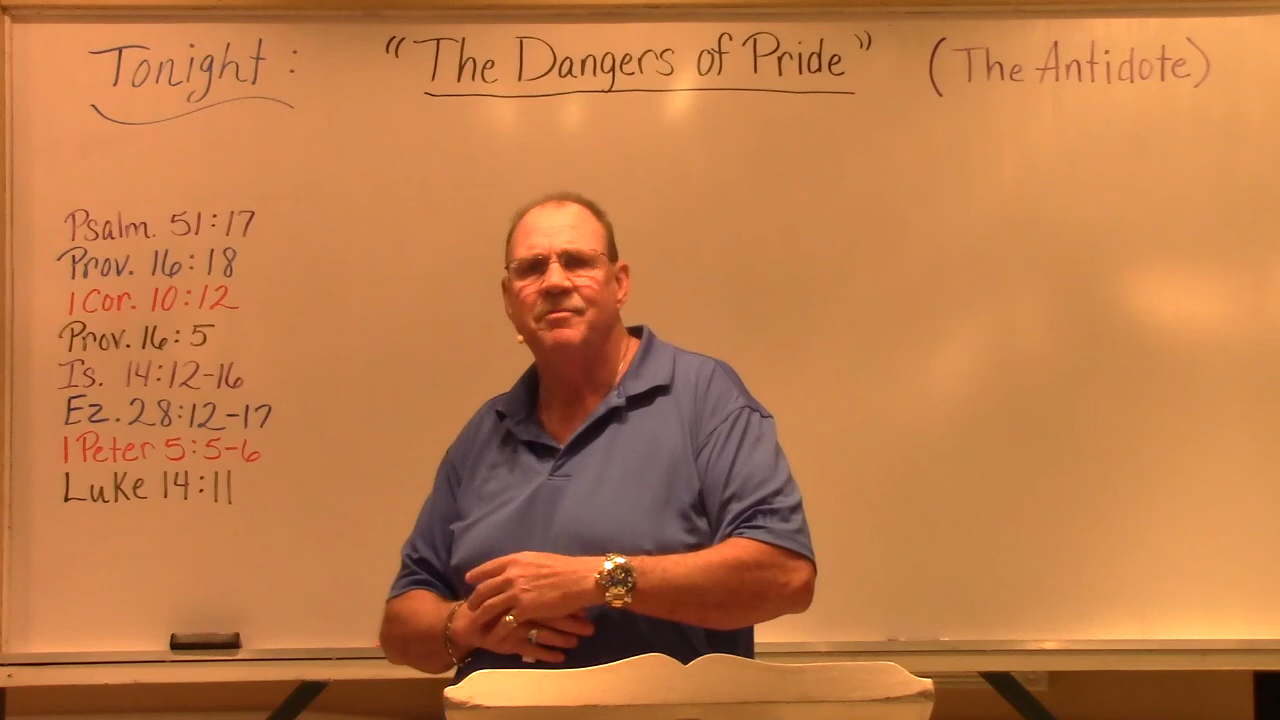 Tonight: "The Dangers of Pride" (The Antidote)
Psalm. 51:17
Prov. 16:18
1 Cor. 10:12
Prov. 16:5
Is. 14:12-16
Ez. 28:12-17
1 Peter 5:5-6
Luke 14:11